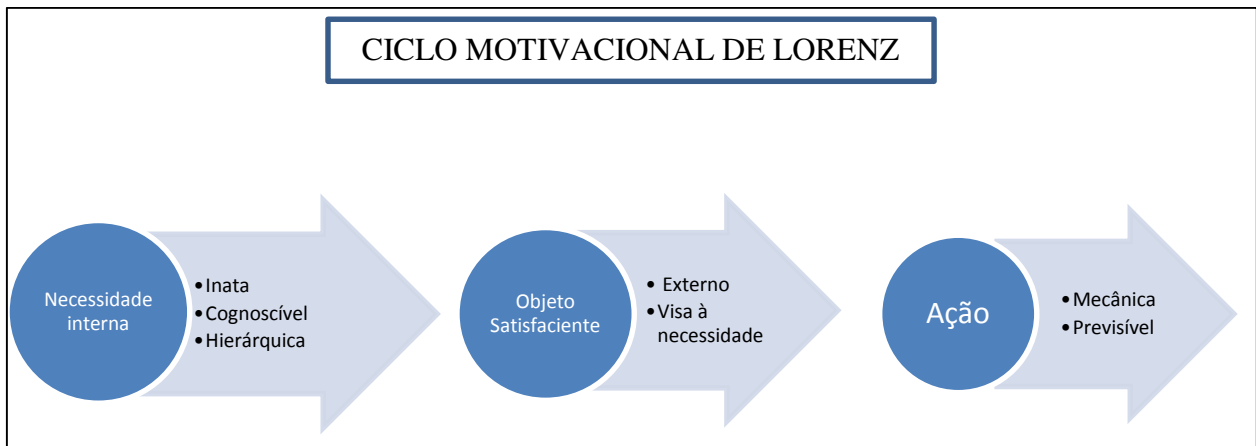 CICLO MOTIVACIONAL DE LORENZ
Necessidade
interna
•Inata
•Cognoscível
•Hierárquica
Objeto
Satisfaciente
• Externo
•Visa à
necessidade
Ação
•Mecânica
•Previsível